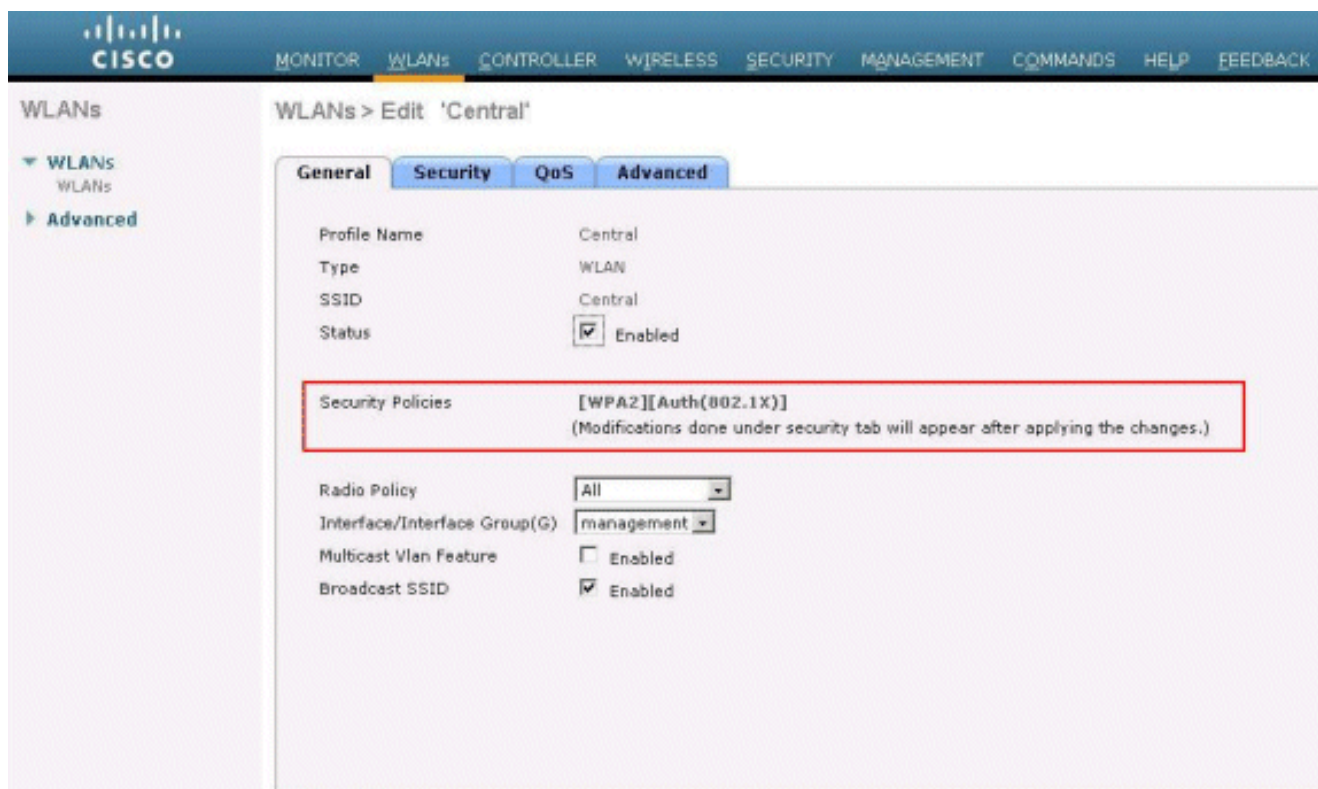 CISCO
MONITOR WLANs CONTROLLER WIRELESS SECURITY MANAGEMENT COMMANDS HELP FEEDBACK
WLANs
WLANs
WLANs
Advanced
WLANs > Edit 'Central'
General Security QoS Advanced
Profile Name Central
Type WLAN
SSID Central
Status Enabled
Security Policies [WPA2][Auth(802.1X)]
(Modifications done under security tab will appear after applying the changes.)
Radio Policy All
Interface/Interface Group(G) management
Multicast Vlan Feature Enabled
Broadcast SSID Enabled